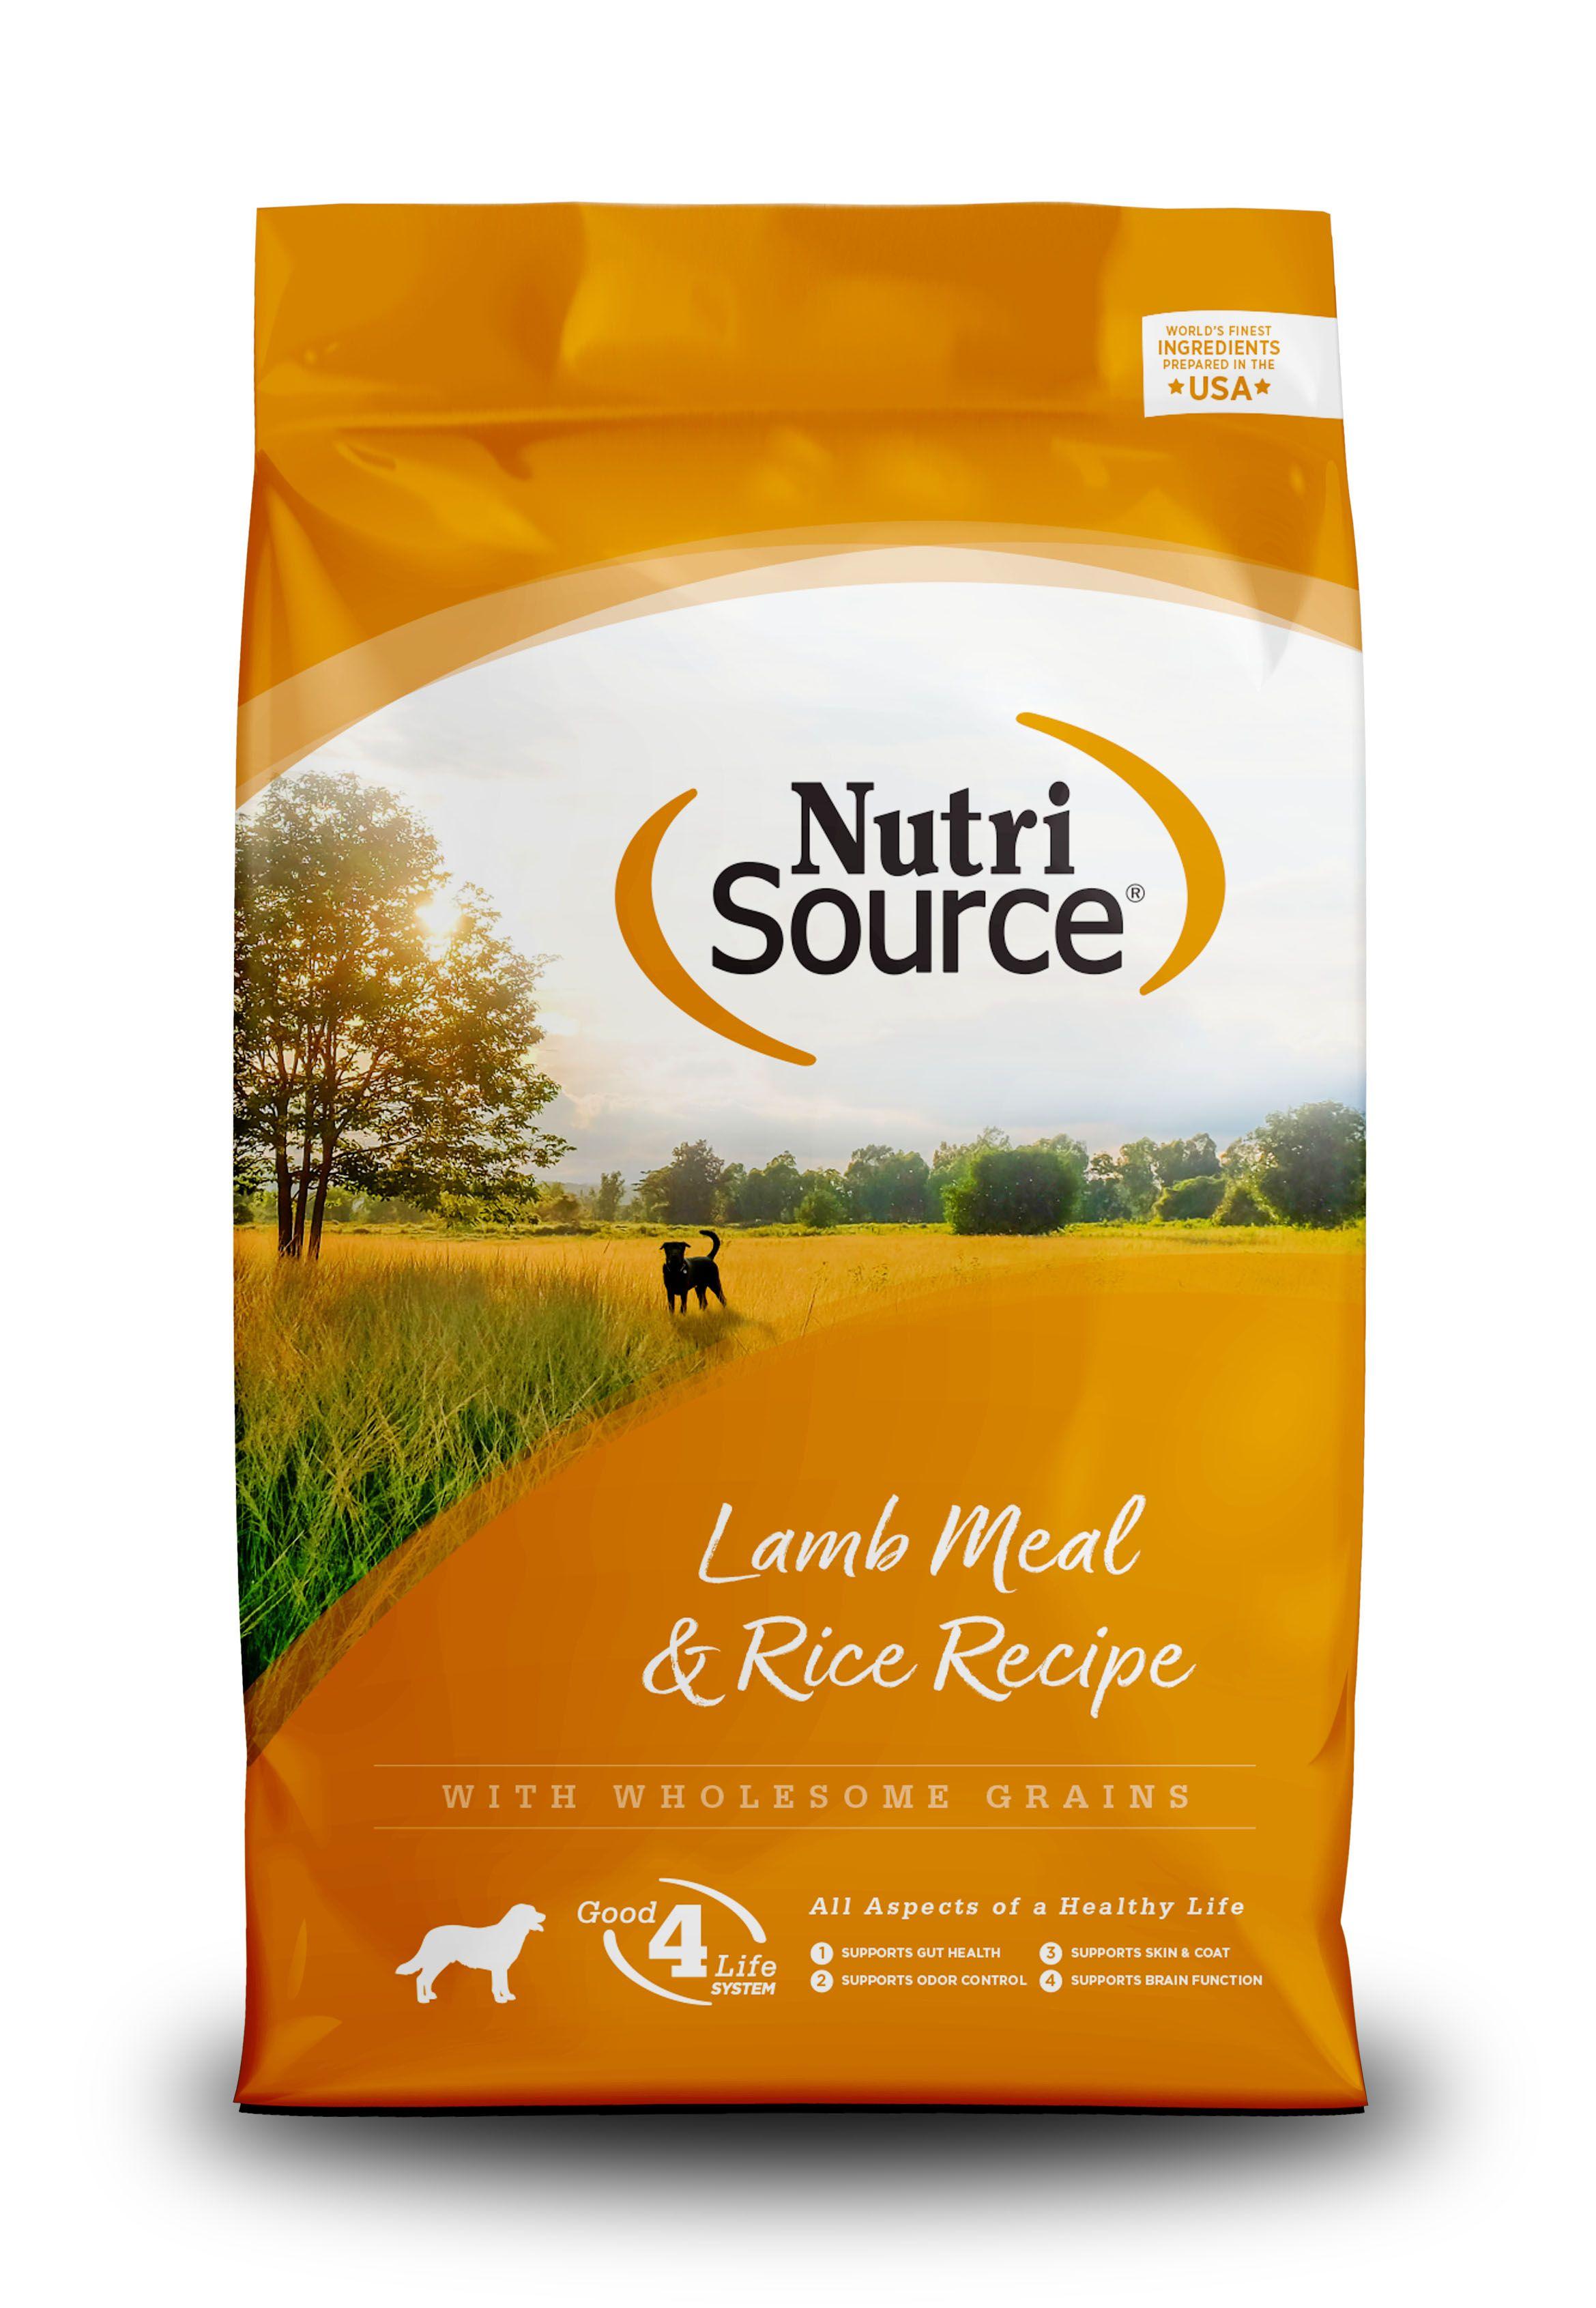 WORLD'S FINEST
INGREDIENTS
PREPARED IN THE
★USA★
Nutri
Source®
Lamb Meal
& Rice Recipe
WITH WHOLESOME GRAINS
Good 4 Life
SYSTEM
All Aspects of a Healthy Life
1 SUPPORTS GUT HEALTH
2 SUPPORTS ODOR CONTROL
3 SUPPORTS SKIN & COAT
4 SUPPORTS BRAIN FUNCTION